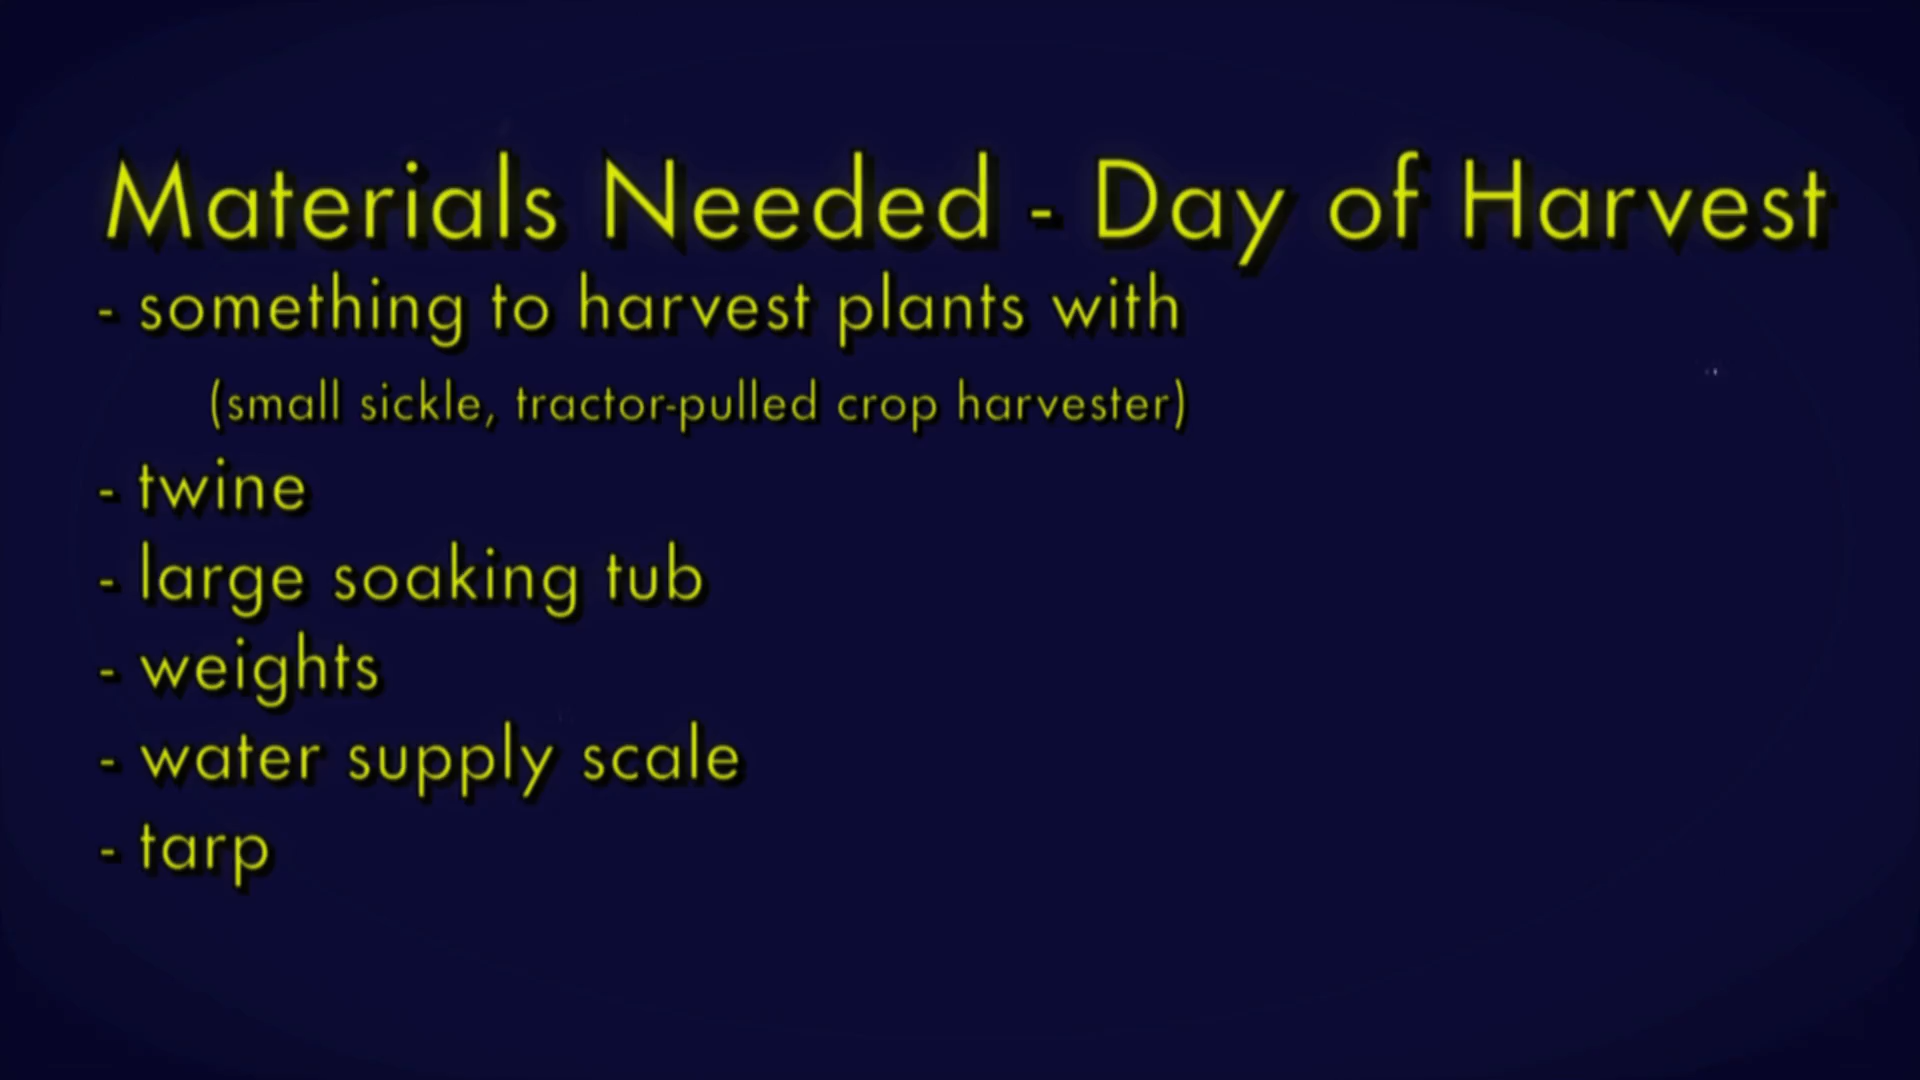 Materials Needed - Day of Harvest
- something to harvest plants with
(small sickle, tractor-pulled crop harvester)
- twine
- large soaking tub
- weights
- water supply scale
- tarp